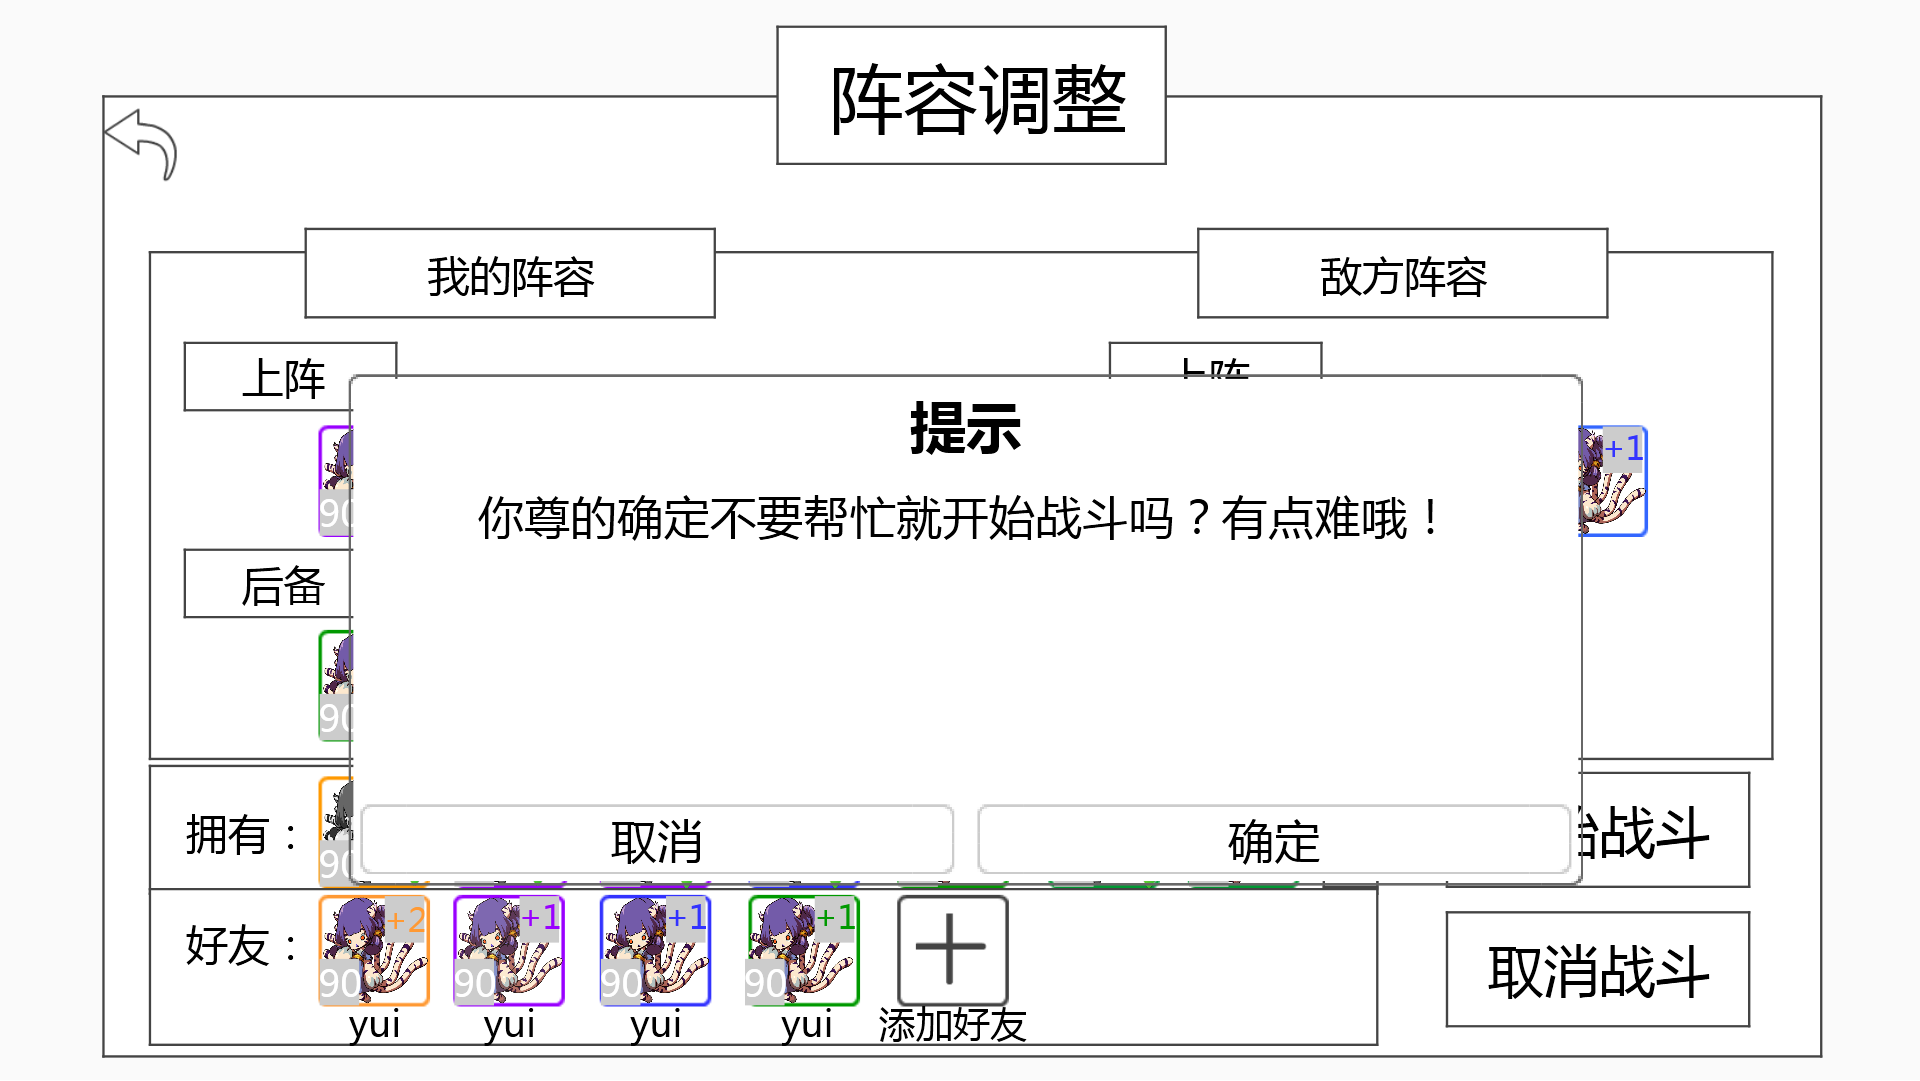 阵容调整
我的阵容
敌方阵容
上阵
上阵
提示
+1
你尊的确定不要帮忙就开始战斗吗？有点难哦！
90
后备
90
拥有：
90
取消
确定
始战斗
好友：
+2
+1
+1
+1
90
90
90
90
yui
yui
yui
yui
添加好友
取消战斗